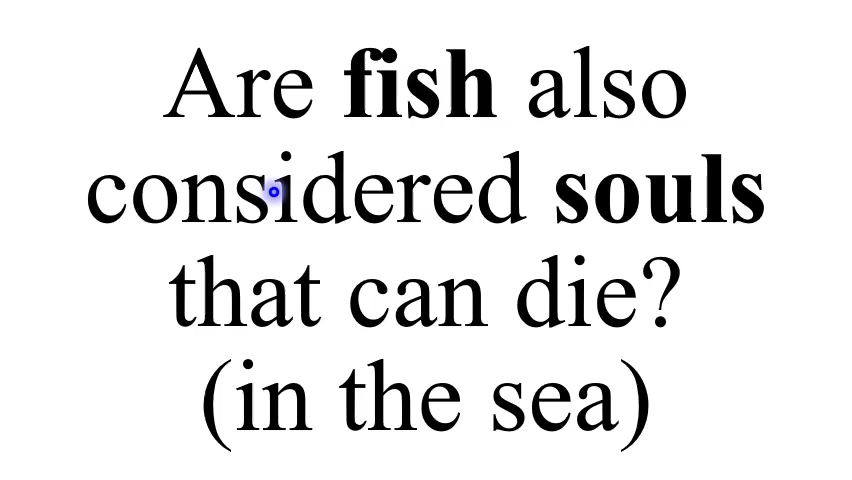 Are fish also
considered souls
that can die?
(in the sea)